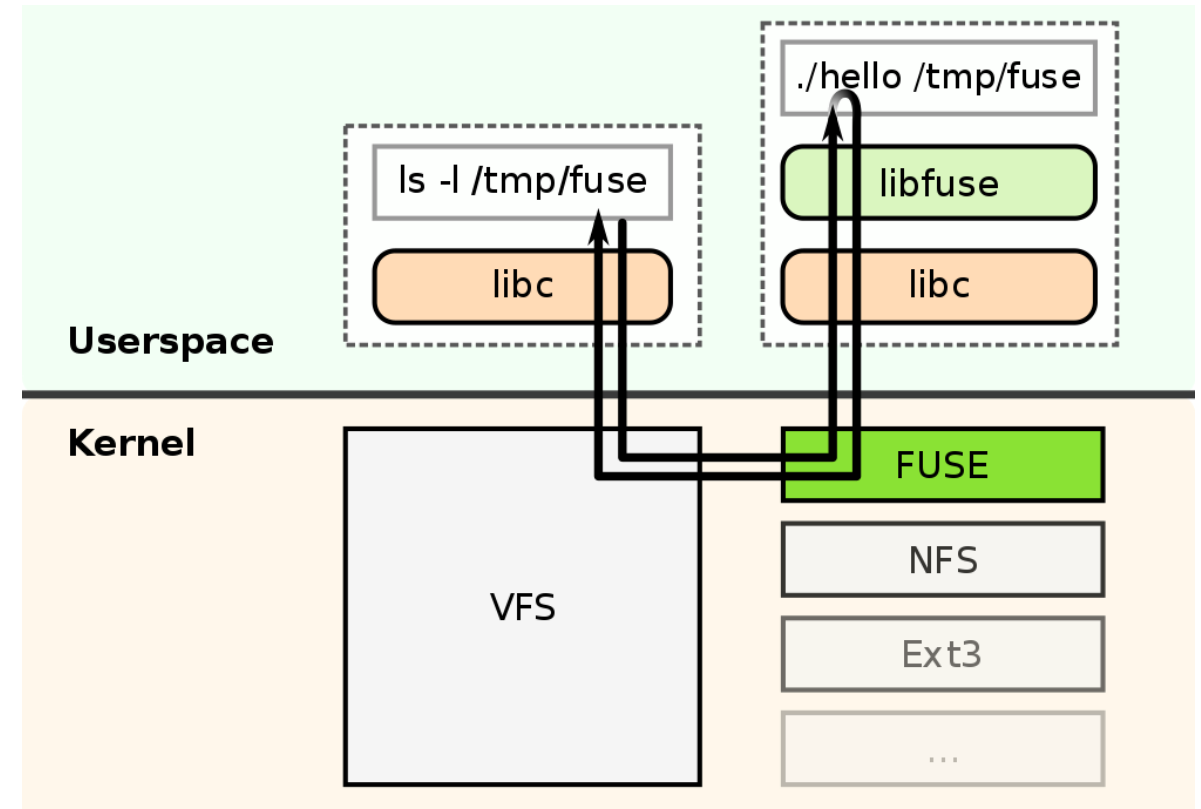 ./hello /tmp/fuse
ls -l /tmp/fuse
libfuse
libc
libc
Userspace
Kernel
FUSE
NFS
VFS
Ext3
...